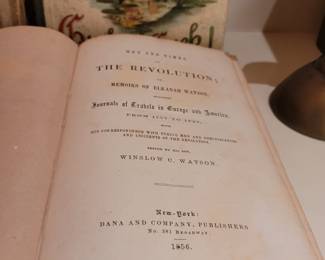 MEN AND TIMES
OF
THE REVOLUTION;
OR,
MEMOIRS OF ELKANAH WATSON,
INCLUDING
Journals of Travels in Europe and America,
FROM 1777 TO 1842,
WITH
HIS CORRESPONDENCE WITH PUBLIC MEN AND REMINISCENCES
AND INCIDENTS OF THE REVOLUTION.
EDITED BY HIS SON,
WINSLOW C. WATSON.
New-York:
DANA AND COMPANY, PUBLISHERS
No. 381 BROADWAY.
1856.